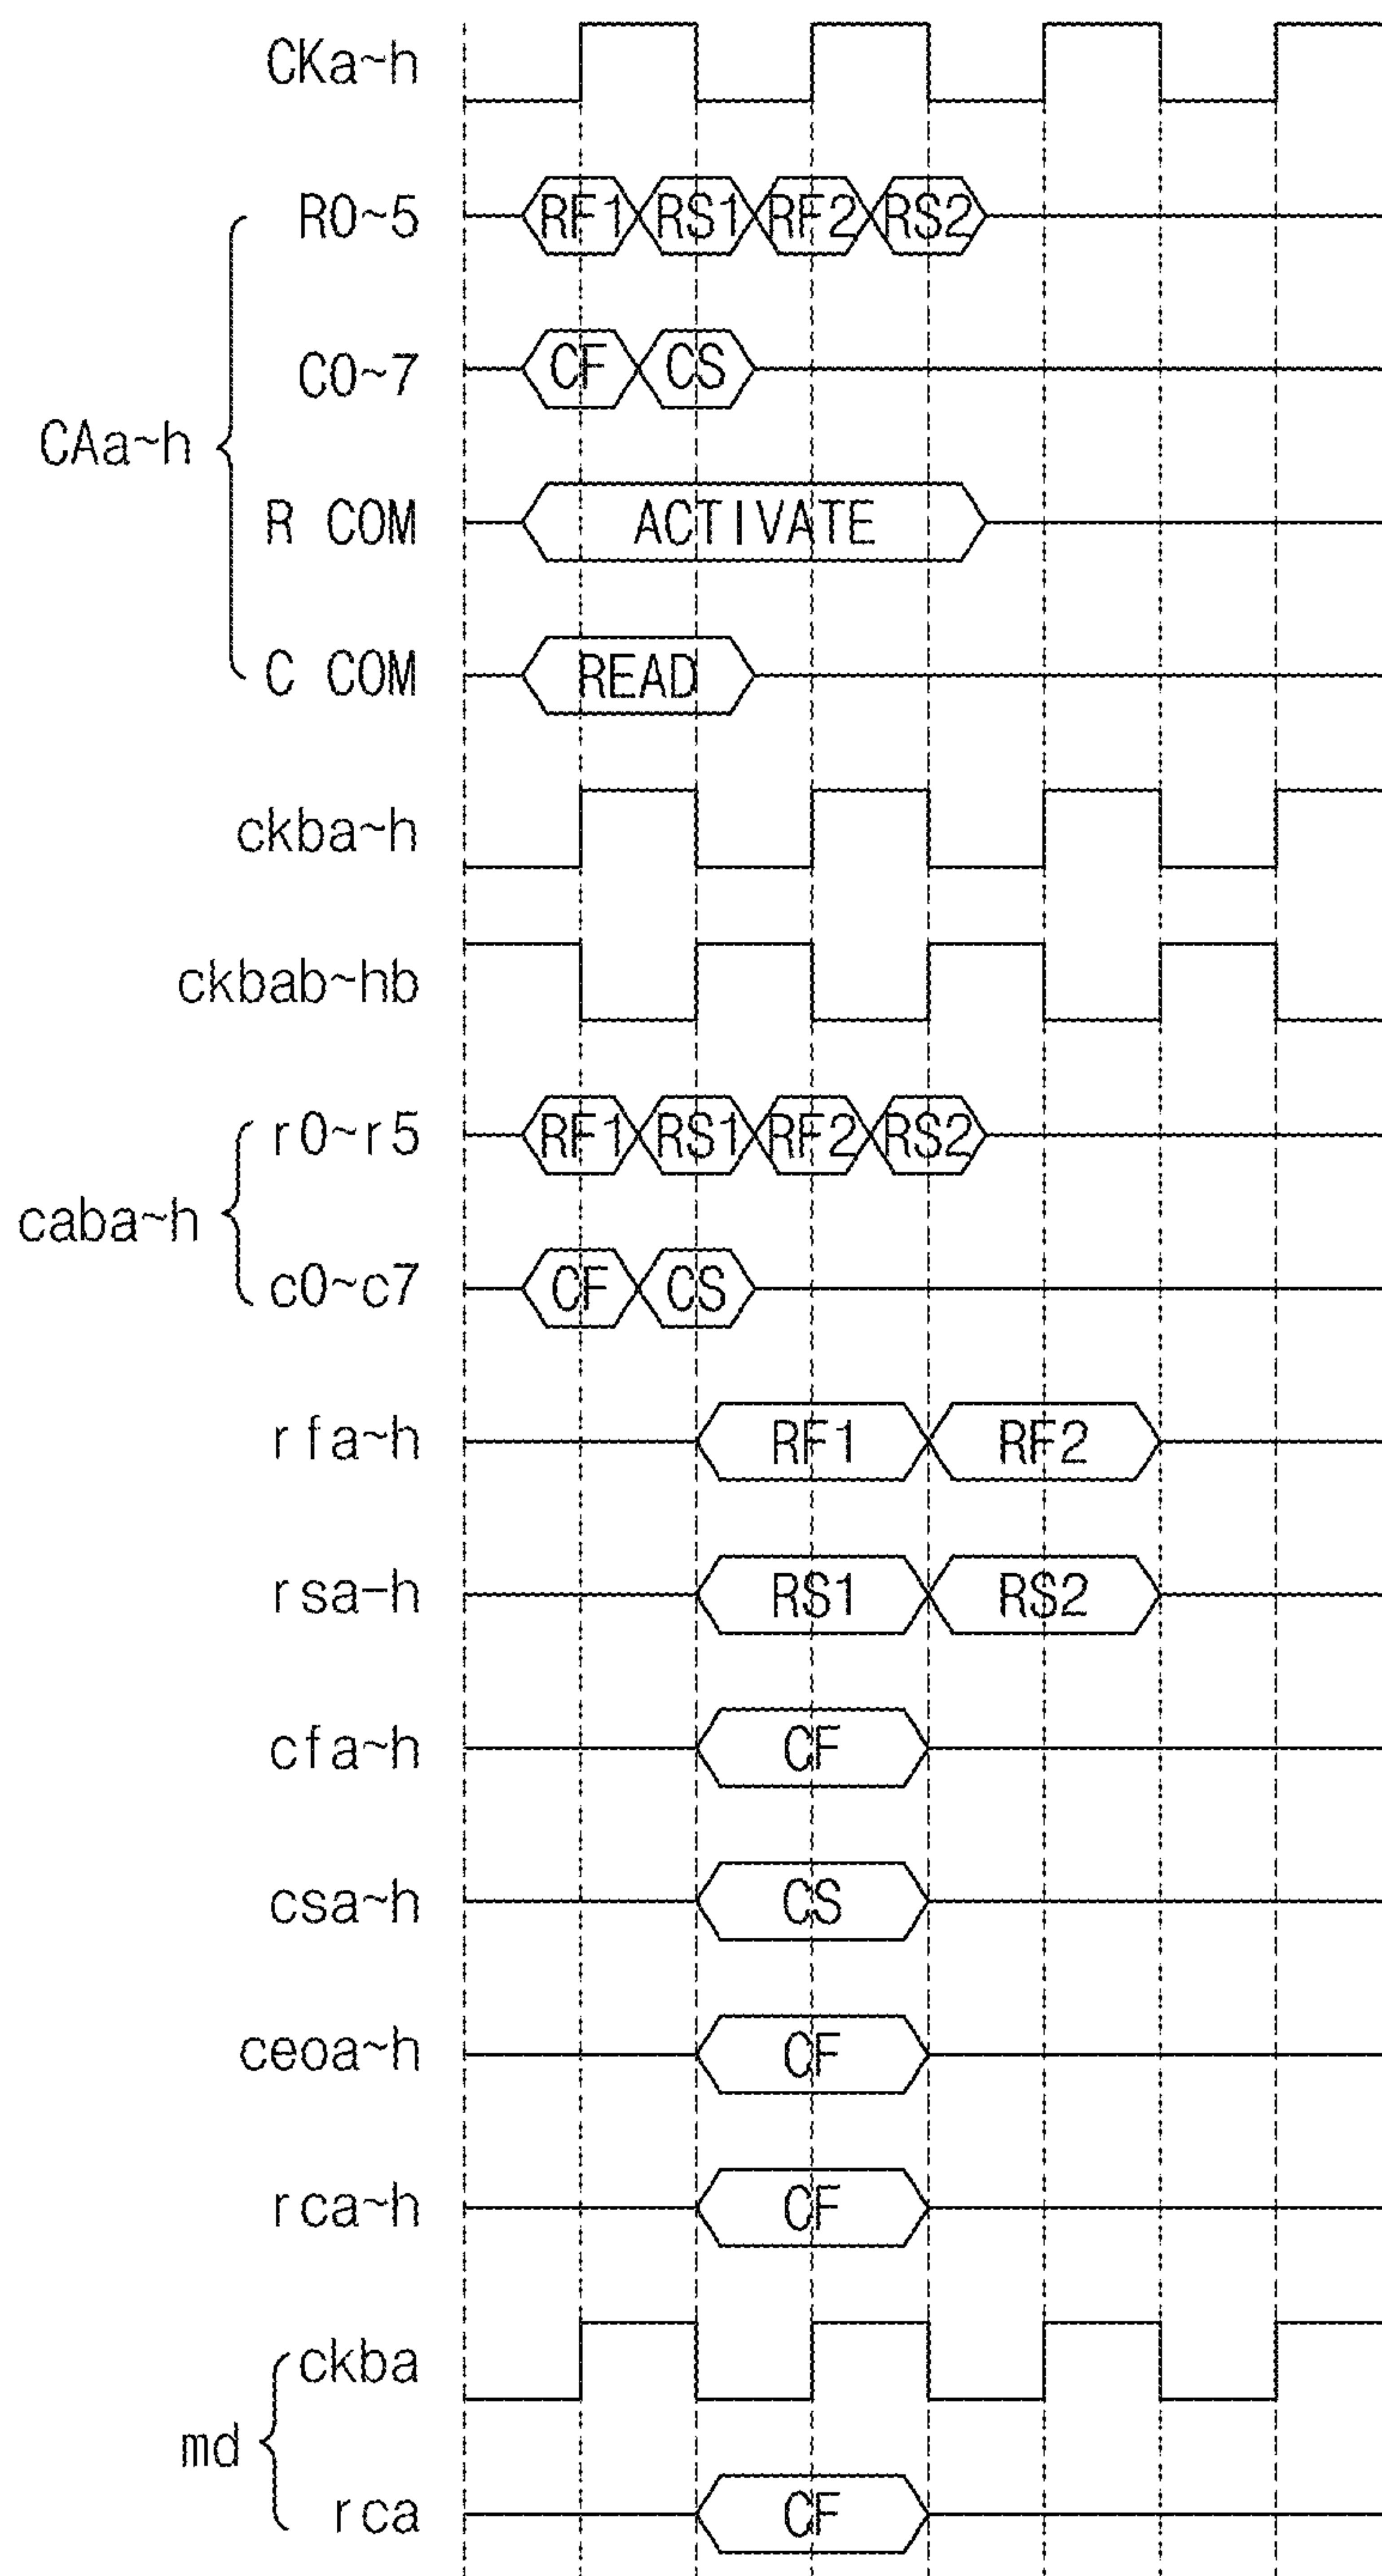 CKa~h
R0~5 RF1 RS1 RF2 RS2
C0~7 CF CS
CAa~h
R COM ACTIVATE
C COM READ
ckba~h
ckbab~hb
r0~r5 RF1 RS1 RF2 RS2
caba~h
c0~c7 CF CS
rfa~h RF1 RF2
rsa-h RS1 RS2
cfa~h CF
csa~h CS
ceoa~h CF
rca~h CF
ckba
md
rca CF